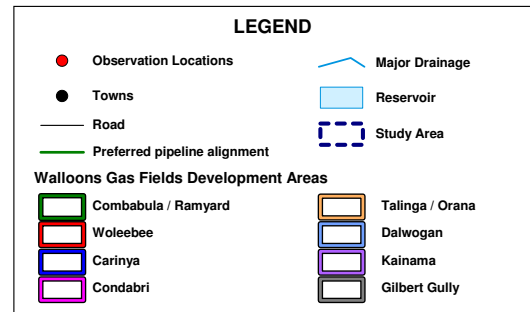 LEGEND
Observation Locations
Towns
Road
Preferred pipeline alignment
Major Drainage
Reservoir
Study Area
Walloons Gas Fields Development Areas
Combabula / Ramyard
Woleebee
Carinya
Condabri
Talinga / Orana
Dalwogan
Kainama
Gilbert Gully